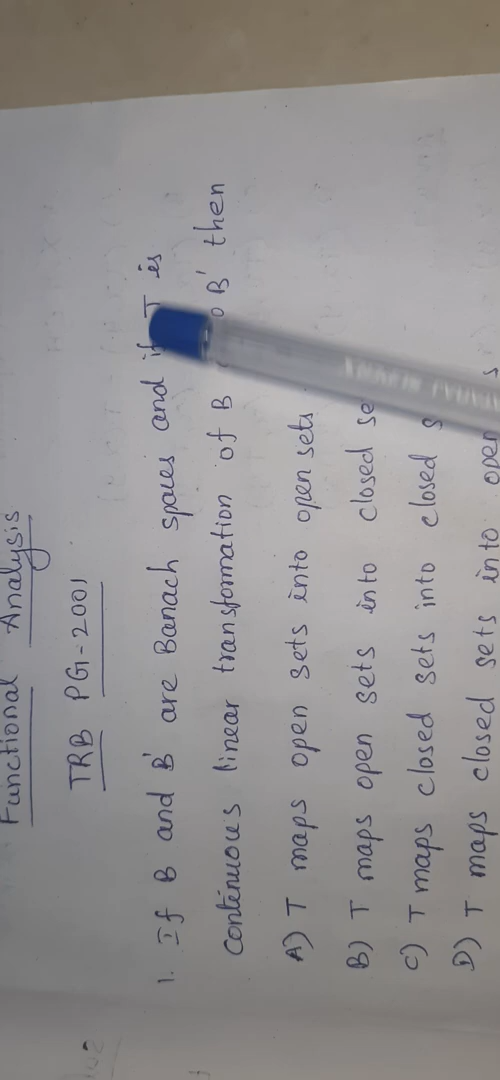 Functional Analysis
TRB PG-2001
1. If B and B' are Banach spaces and if T is
continuous linear transformation of B B' then
A) T maps open sets into open sets
B) T maps open sets into closed
C) T maps closed sets into closed
D) T maps closed sets into open